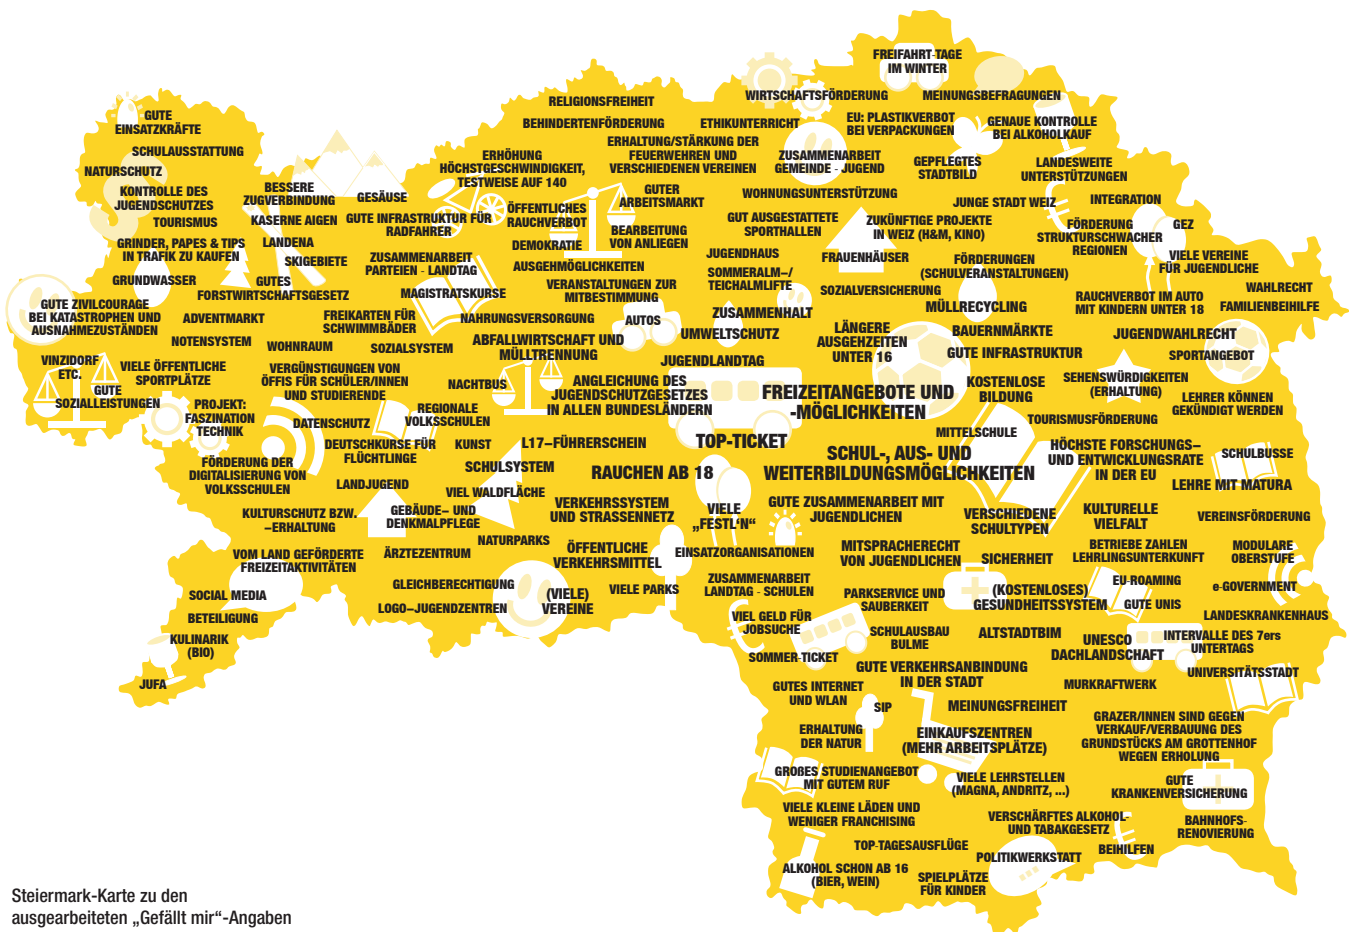 FREIFAHRT-TAGE
IM WINTER
RELIGIONSFREIHEIT
WIRTSCHAFTSFÖRDERUNG
MEINUNGSBEFRAGUNGEN
GUTE
EINSATZKRÄFTE
BEHINDERTENFÖRDERUNG
ETHIKUNTERRICHT
EU: PLASTIKVERBOT
BEI VERPACKUNGEN
GENAUE KONTROLLE
BEI ALKOHOLKAUF
SCHULAUSSTATTUNG
ERHÖHUNG
HÖCHSTGESCHWINDIGKEIT,
TESTWEISE AUF 140
ERHALTUNG/STÄRKUNG DER
FEUERWEHREN UND
VERSCHIEDENEN VEREINEN
ZUSAMMENARBEIT
GEMEINDE - JUGEND
GEPFLEGTES
STADTBILD
LANDESWEITE
UNTERSTÜTZUNGEN
NATURSCHUTZ
KONTROLLE DES
JUGENDSCHUTZES
BESSERE
ZUGVERBINDUNG
GESÄUSE
GUTER
ARBEITSMARKT
WOHNUNGSUNTERSTÜTZUNG
JUNGE STADT WEIZ
INTEGRATION
TOURISMUS
KASERNE AIGEN
GUTE INFRASTRUKTUR FÜR
RADFAHRER
ÖFFENTLICHES
RAUCHVERBOT
BEARBEITUNG
VON ANLIEGEN
GUT AUSGESTATTETE
SPORTHALLEN
ZUKÜNFTIGE PROJEKTE
IN WEIZ (H&M, KINO)
FÖRDERUNG
STRUKTURSCHWACHER
REGIONEN
GEZ
GRINDER, PAPES & TIPS
IN TRAFIK ZU KAUFEN
LANDENA
SKIGEBIETE
ZUSAMMENARBEIT
PARTEIEN - LANDTAG
DEMOKRATIE
AUSGEHMÖGLICHKEITEN
JUGENDHAUS
FRAUENHÄUSER
FÖRDERUNGEN
(SCHULVERANSTALTUNGEN)
VIELE VEREINE
FÜR JUGENDLICHE
GRUNDWASSER
GUTES
FORSTWIRTSCHAFTSGESETZ
MAGISTRATSKURSE
VERANSTALTUNGEN ZUR
MITBESTIMMUNG
SOMMERALM–/
TEICHALMLIFTE
SOZIALVERSICHERUNG
MÜLLRECYCLING
RAUCHVERBOT IM AUTO
MIT KINDERN UNTER 18
WAHLRECHT
FAMILIENBEIHILFE
GUTE ZIVILCOURAGE
BEI KATASTROPHEN UND
AUSNAHMEZUSTÄNDEN
ADVENTMARKT
FREIKARTEN FÜR
SCHWIMMBÄDER
NAHRUNGSVERSORGUNG
AUTOS
ZUSAMMENHALT
UMWELTSCHUTZ
LÄNGERE
AUSGEHZEITEN
UNTER 16
BAUERNMÄRKTE
JUGENDWAHLRECHT
NOTENSYSTEM
WOHNRAUM
SOZIALSYSTEM
ABFALLWIRTSCHAFT UND
MÜLLTRENNUNG
JUGENDLANDTAG
GUTE INFRASTRUKTUR
SPORTANGEBOT
VINZIDORF
ETC.
VIELE ÖFFENTLICHE
SPORTPLÄTZE
VERGÜNSTIGUNGEN VON
ÖFFIS FÜR SCHÜLER/INNEN
UND STUDIERENDE
NACHTBUS
ANGLEICHUNG DES
JUGENDSCHUTZGESETZES
IN ALLEN BUNDESLÄNDERN
FREIZEITANGEBOTE UND
-MÖGLICHKEITEN
KOSTENLOSE
BILDUNG
SEHENSWÜRDIGKEITEN
(ERHALTUNG)
LEHRER KÖNNEN
GEKÜNDIGT WERDEN
GUTE
SOZIALLEISTUNGEN
PROJEKT:
FASZINATION
TECHNIK
DATENSCHUTZ
REGIONALE
VOLKSSCHULEN
TOURISMUSFÖRDERUNG
MITTELSCHULE
DEUTSCHKURSE FÜR
FLÜCHTLINGE
KUNST
L17–FÜHRERSCHEIN
TOP-TICKET
SCHUL-, AUS- UND
WEITERBILDUNGSMÖGLICHKEITEN
HÖCHSTE FORSCHUNGS–
UND ENTWICKLUNGSRATE
IN DER EU
SCHULBUSSE
FÖRDERUNG DER
DIGITALISIERUNG VON
VOLKSSCHULEN
SCHULSYSTEM
RAUCHEN AB 18
LEHRE MIT MATURA
LANDJUGEND
VIEL WALDFLÄCHE
VERKEHRSSYSTEM
UND STRASSENNETZ
VIELE
„FESTL‘N“
GUTE ZUSAMMENARBEIT MIT
JUGENDLICHEN
VERSCHIEDENE
SCHULTYPEN
KULTURELLE
VIELFALT
VEREINSFÖRDERUNG
KULTURSCHUTZ BZW.
–ERHALTUNG
GEBÄUDE– UND
DENKMALPFLEGE
NATURPARKS
ÖFFENTLICHE
VERKEHRSMITTEL
EINSATZORGANISATIONEN
MITSPRACHERECHT
VON JUGENDLICHEN
SICHERHEIT
BETRIEBE ZAHLEN
LEHRLINGSUNTERKUNFT
MODULARE
OBERSTUFE
VOM LAND GEFÖRDERTE
FREIZEITAKTIVITÄTEN
ÄRZTEZENTRUM
GLEICHBERECHTIGUNG
(VIELE)
VEREINE
VIELE PARKS
ZUSAMMENARBEIT
LANDTAG - SCHULEN
PARKSERVICE UND
SAUBERKEIT
(KOSTENLOSES)
GESUNDHEITSSYSTEM
EU ROAMING
GUTE UNIS
e-GOVERNMENT
SOCIAL MEDIA
LOGO–JUGENDZENTREN
LANDESKRANKENHAUS
BETEILIGUNG
VIEL GELD FÜR
JOBSUCHE
SCHULAUSBAU
BULME
ALTSTADTBIM
UNESCO
DACHLANDSCHAFT
INTERVALLE DES 7ers
UNTERTAGS
KULINARIK
(BIO)
SOMMER-TICKET
GUTE VERKEHRSANBINDUNG
IN DER STADT
UNIVERSITÄTSSTADT
JUFA
GUTES INTERNET
UND WLAN
SIP
MEINUNGSFREIHEIT
MURKRAFTWERK
ERHALTUNG
DER NATUR
EINKAUFSZENTREN
(MEHR ARBEITSPLÄTZE)
GRAZER/INNEN SIND GEGEN
VERKAUF/VERBAUUNG DES
GRUNDSTÜCKS AM GROTTENHOF
WEGEN ERHOLUNG
GROßES STUDIENANGEBOT
MIT GUTEM RUF
VIELE LEHRSTELLEN
(MAGNA, ANDRITZ, ...)
GUTE
KRANKENVERSICHERUNG
VIELE KLEINE LÄDEN UND
WENIGER FRANCHISING
VERSCHÄRFTES ALKOHOL-
UND TABAKGESETZ
BAHNHOFS-
RENOVIERUNG
TOP-TAGESAUSFLÜGE
POLITIKWERKSTATT
BEIHILFEN
ALKOHOL SCHON AB 16
(BIER, WEIN)
SPIELPLÄTZE
FÜR KINDER
Steiermark-Karte zu den
ausgearbeiteten „Gefällt mir“-Angaben